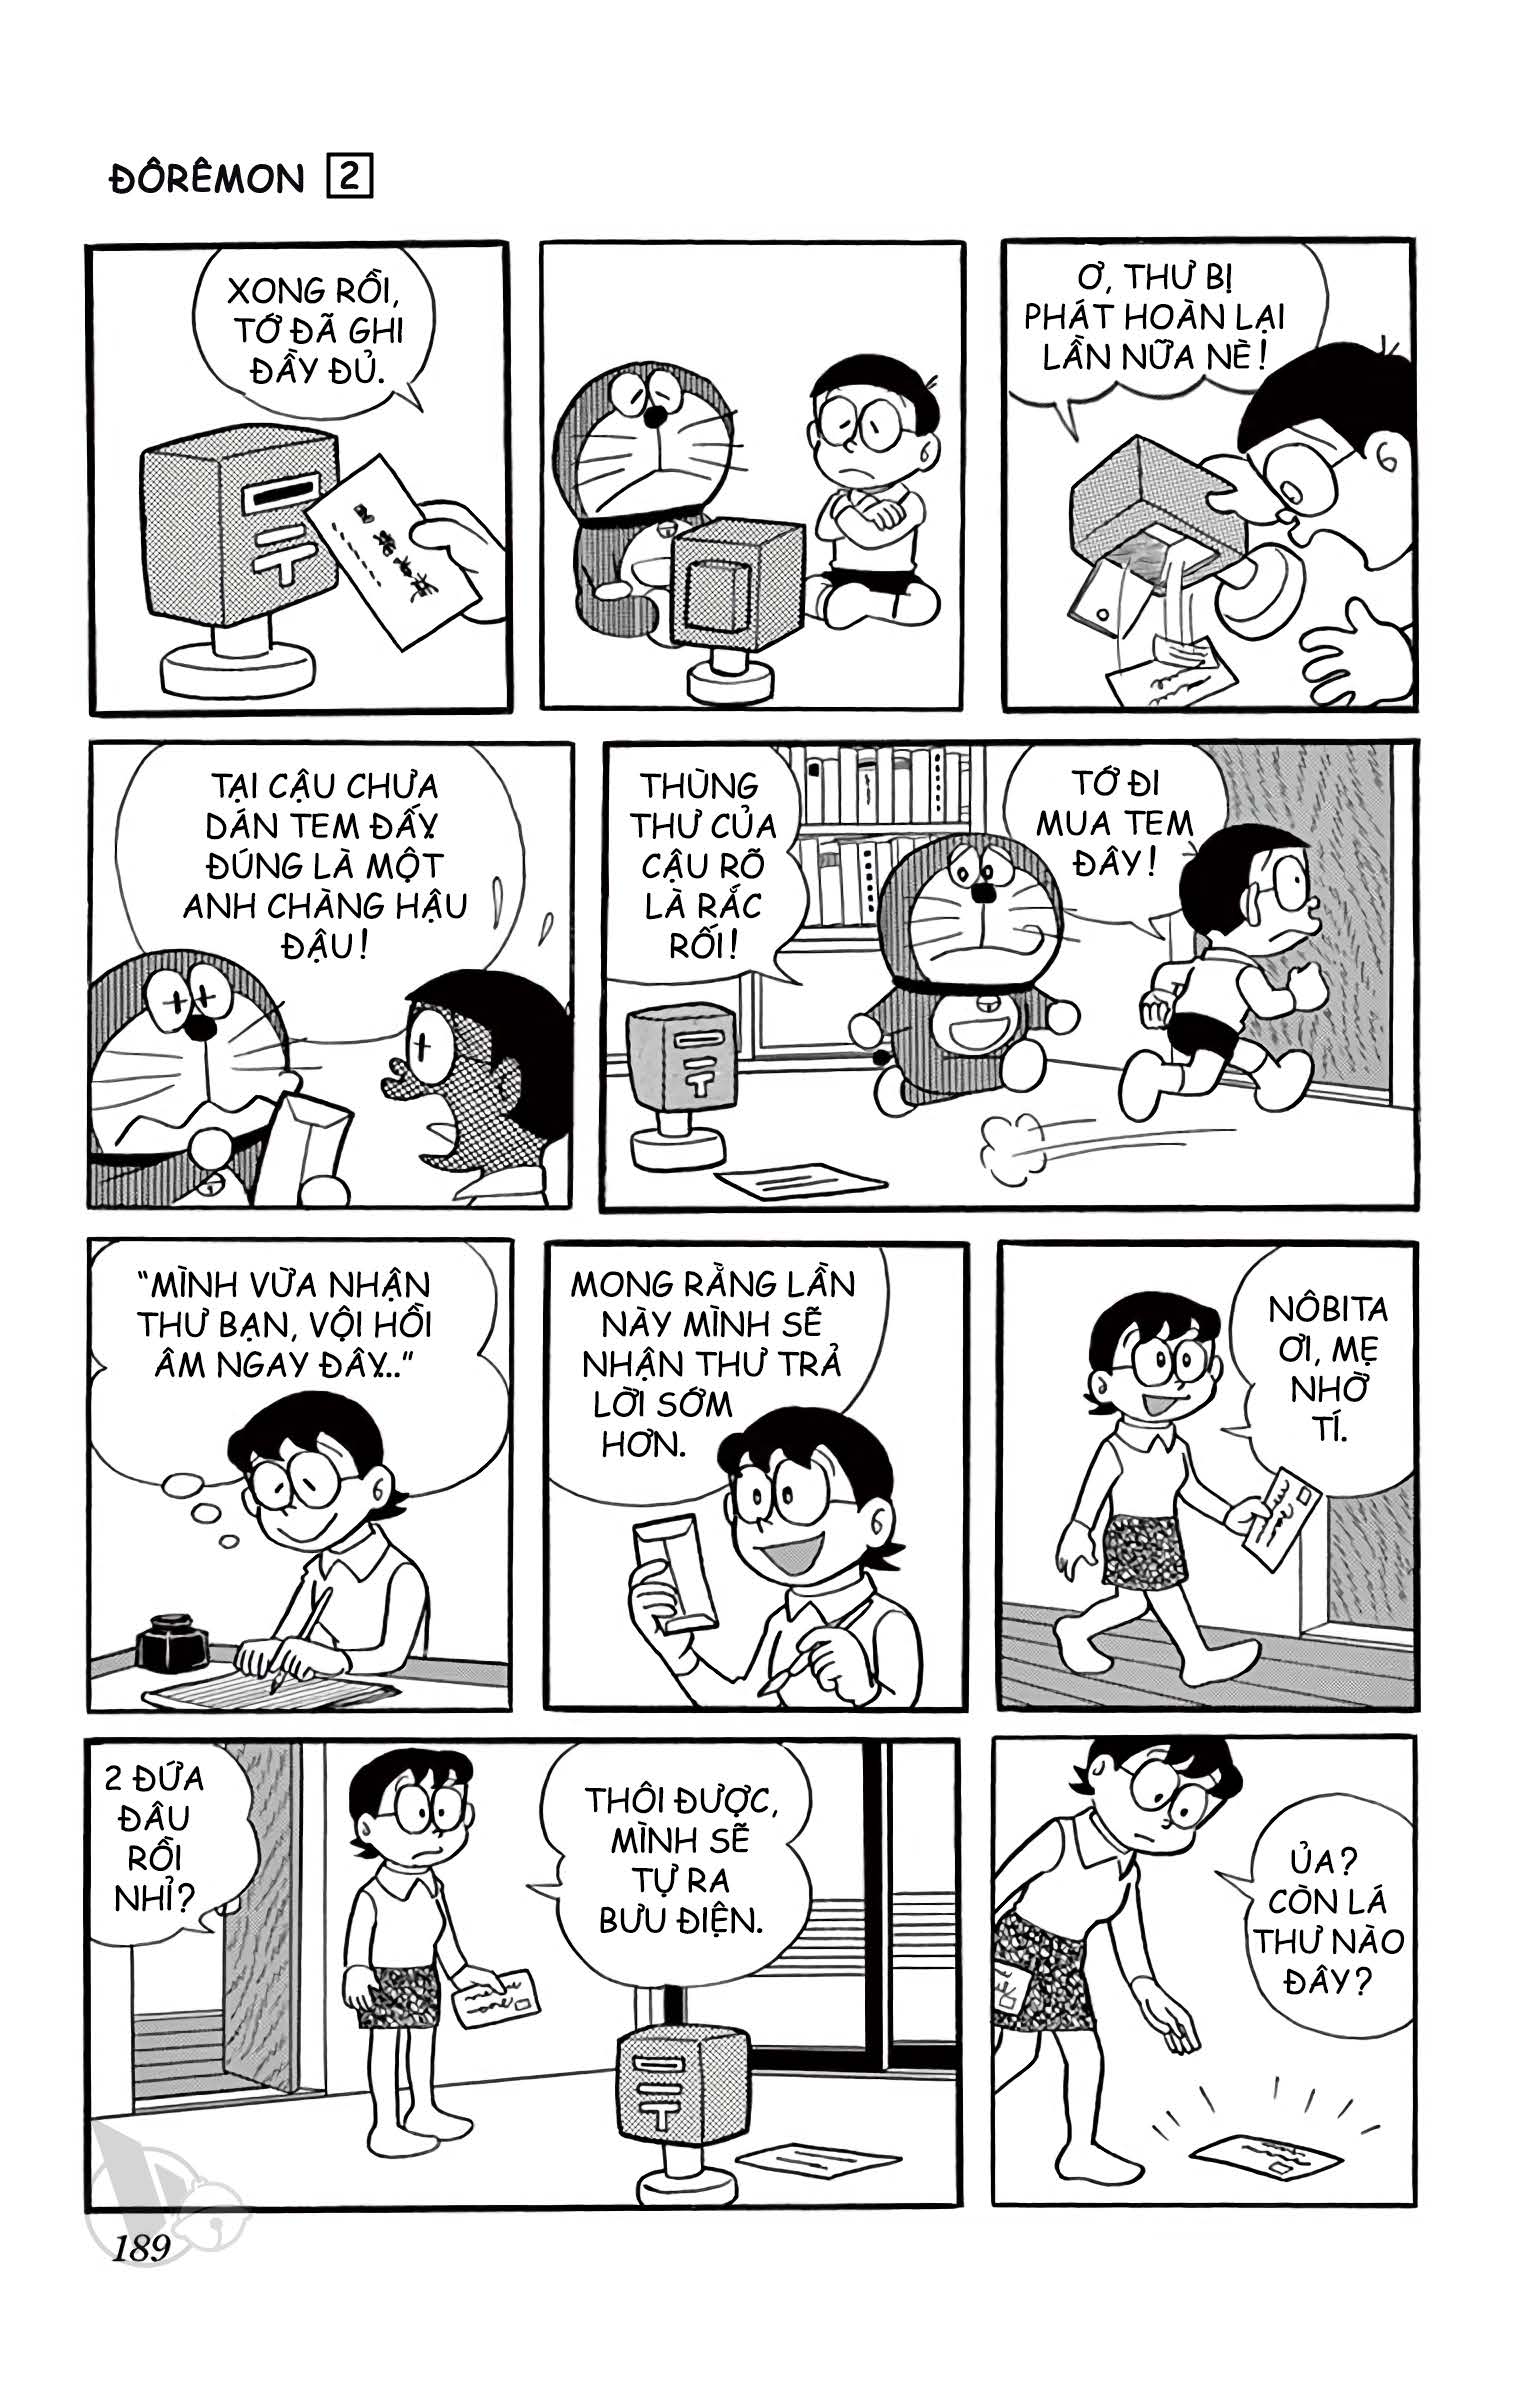 ĐÔRÊMON 2
XONG RỒI,
TỚ ĐÃ GHI
ĐẦY ĐỦ.
Ơ, THƯ BỊ
PHÁT HOÀN LẠI
LẦN NỮA NÈ!
TẠI CẬU CHƯA
DÁN TEM ĐẤY.
ĐÚNG LÀ MỘT
ANH CHÀNG HẬU
ĐẬU!
THÙNG
THƯ CỦA
CẬU RÕ
LÀ RẮC
RỐI!
TỚ ĐI
MUA TEM
ĐÂY!
"MÌNH VỪA NHẬN
THƯ BẠN, VỘI HỒI
ÂM NGAY ĐÂY..."
MONG RẰNG LẦN
NÀY MÌNH SẼ
NHẬN THƯ TRẢ
LỜI SỚM
HƠN.
NÔBITA
ƠI, MẸ
NHỜ
TÍ.
2 ĐỨA
ĐÂU
RỒI
NHỈ?
THÔI ĐƯỢC,
MÌNH SẼ
TỰ RA
BƯU ĐIỆN.
ỦA?
CÒN LÁ
THƯ NÀO
ĐÂY?
189